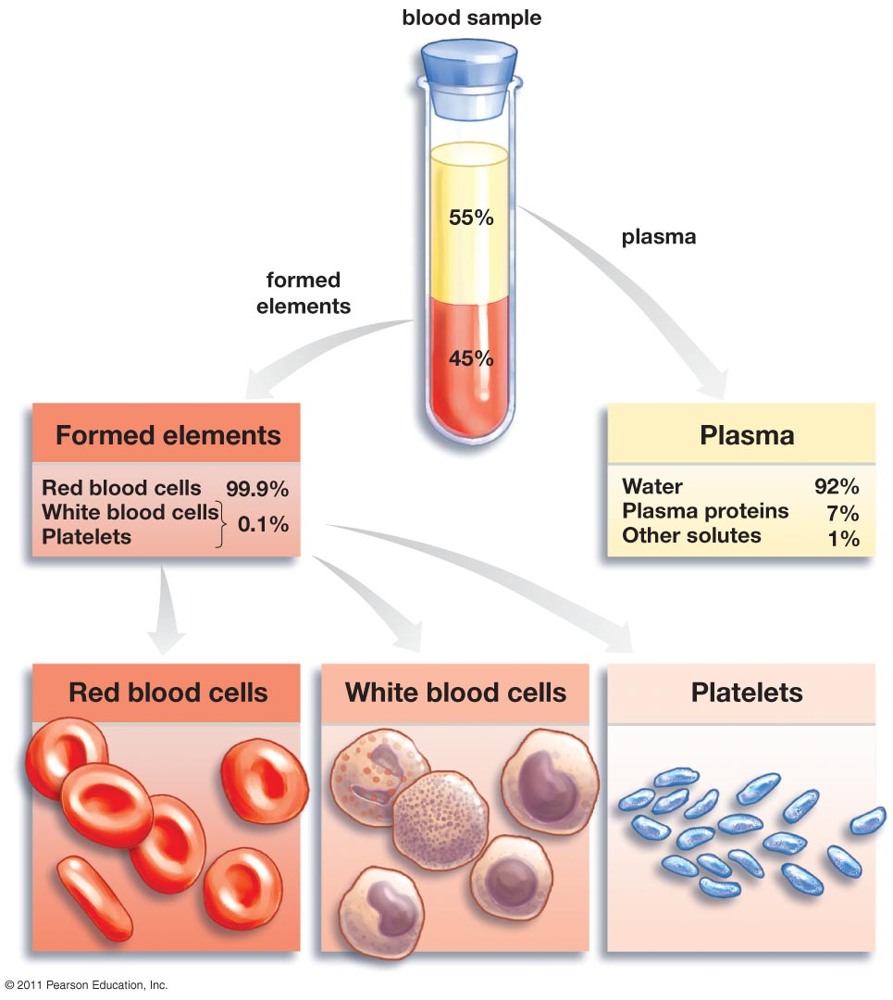 blood sample
55%
plasma
formed
elements
45%
Formed elements
Red blood cells 99.9%
White blood cells
Platelets
0.1%
Plasma
Water 92%
Plasma proteins 7%
Other solutes 1%
Red blood cells
White blood cells
Platelets
© 2011 Pearson Education, Inc.